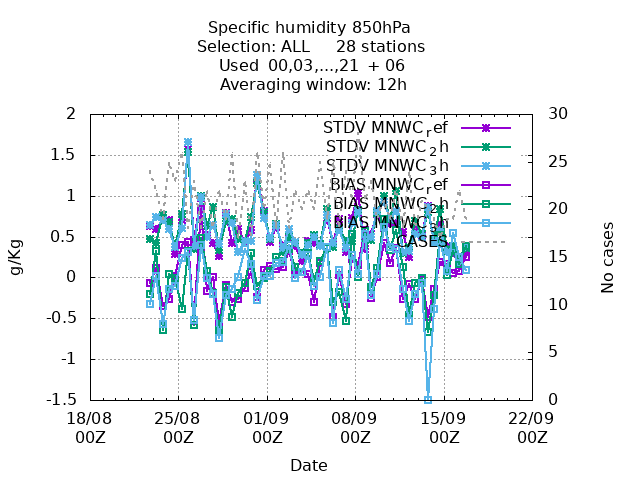 Specific humidity 850hPa
Selection: ALL 28 stations
Used 00,03,...,21 + 06
Averaging window: 12h
2
1.5
1
0.5
0
-0.5
-1
-1.5
30
25
20
15
10
5
0
g/Kg
No cases
STDV MNWC_ref
STDV MNWC_2h
STDV MNWC_3h
BIAS MNWC_ref
BIAS MNWC_2h
BIAS MNWC_3h
CASES
18/08 25/08 01/09 08/09 15/09 22/09
00Z 00Z 00Z 00Z 00Z 00Z
Date